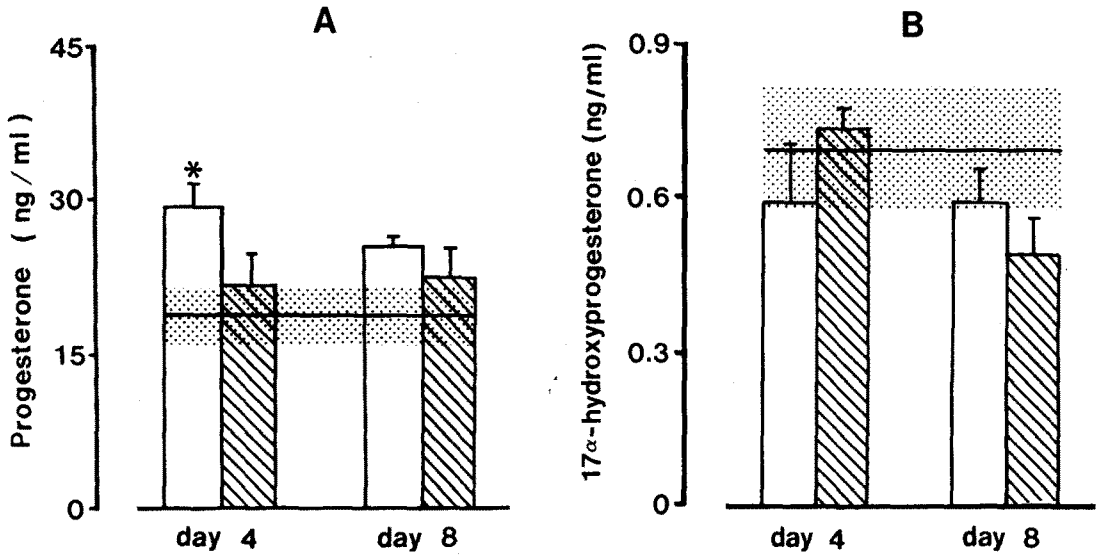 A
Progesterone (ng/ml)
45
30
15
0
*
day 4
day 8
B
17α-hydroxyprogesterone (ng/ml)
0.9
0.6
0.3
0
day 4
day 8